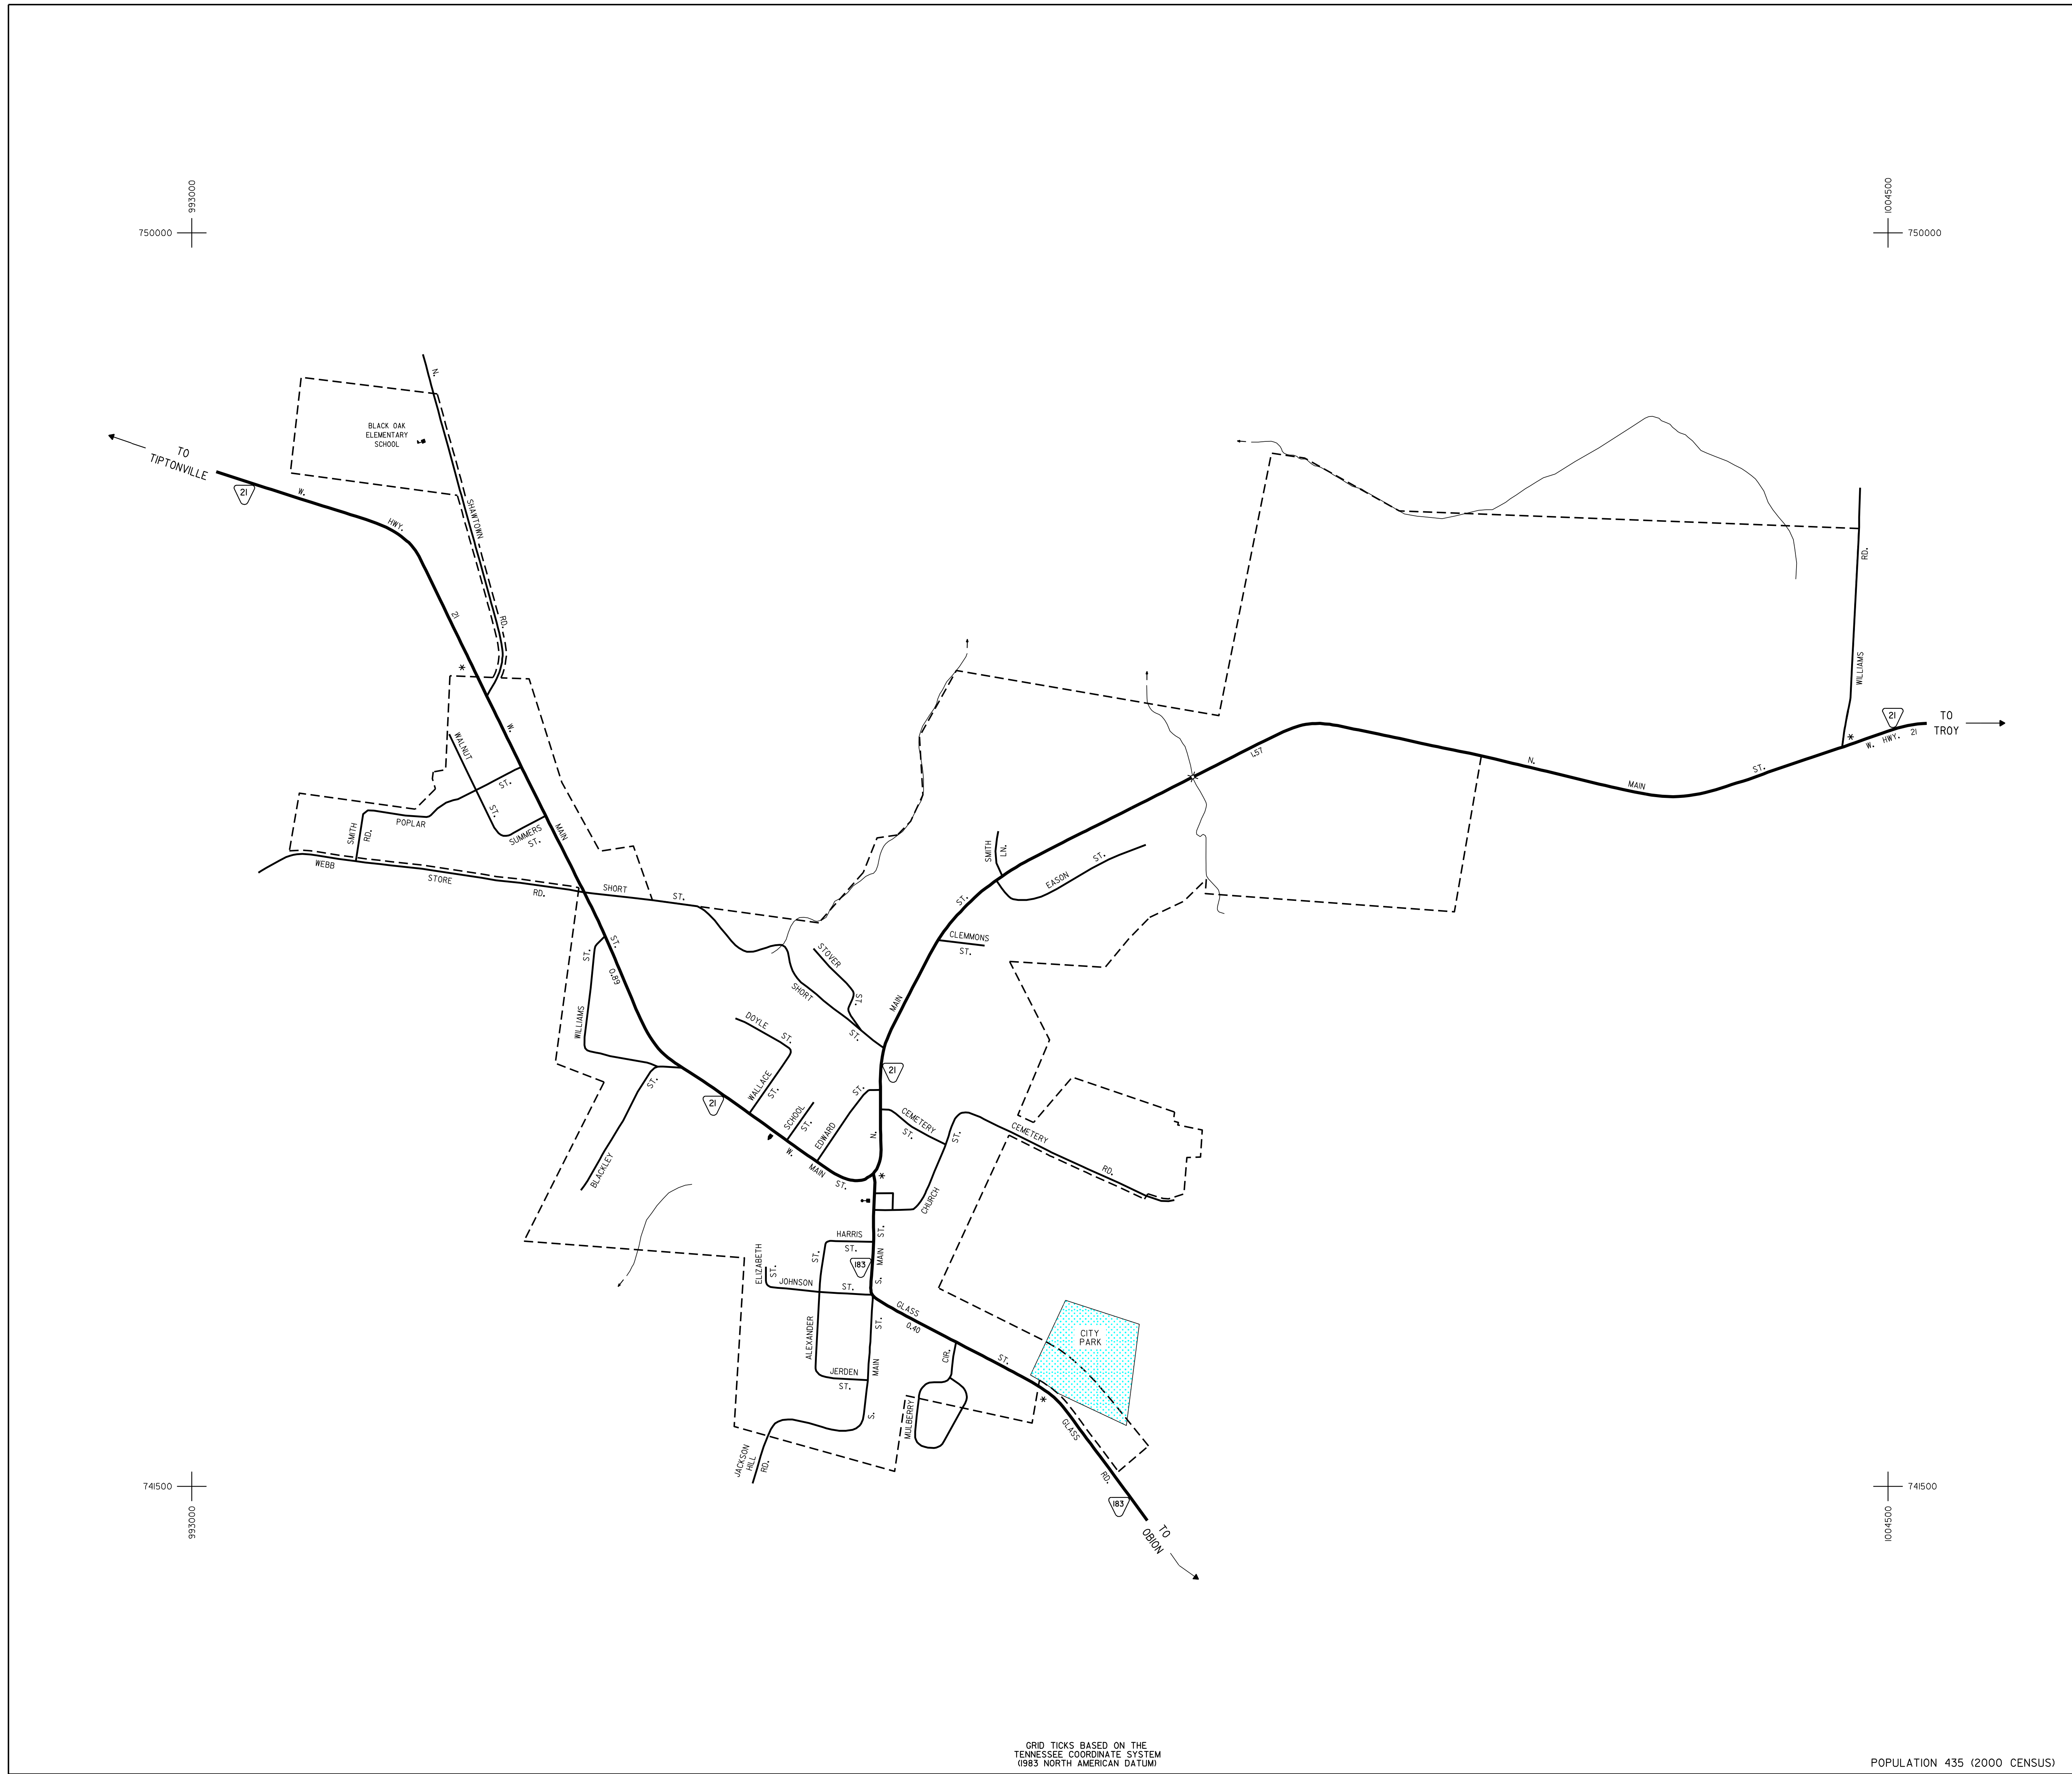 993000
1004500
750000
750000
N.
BLACK OAK
ELEMENTARY
SCHOOL
TO
TIPTONVILLE
21
W.
HWY.
21
SHAWTOWN
RD.
RD.
WILLIAMS
21
TO
TROY
W. HWY. 21
*
*
W.
MAIN
ST.
0.89
WALNUT
ST.
ST.
POPLAR
SUMMERS
ST.
SMITH
RD.
WEBB
STORE
RD.
SHORT
ST.
1.57
N.
MAIN
ST.
SMITH
LN.
EASON
ST.
ST.
CLEMMONS
ST.
MAIN
STOVER
ST.
SHORT
ST.
ST.
WILLIAMS
DOYLE
ST.
WALLACE
ST.
21
21
ST.
BLACKLEY
SCHOOL
ST.
EDWARD
ST.
N.
CEMETERY
ST.
ST.
CHURCH
CEMETERY
RD.
W.
MAIN
ST.
*
HARRIS
ST.
ST.
MAIN
S.
183
ELIZABETH
ST.
ST.
JOHNSON
ST.
ALEXANDER
JERDEN
ST.
ST.
MAIN
S.
GLASS
0.40
ST.
CIR.
MULBERRY
CITY
PARK
*
GLASS
RD.
183
JACKSON
HILL
RD.
TO
OBION
741500
741500
993000
1004500
GRID TICKS BASED ON THE
TENNESSEE COORDINATE SYSTEM
(1983 NORTH AMERICAN DATUM)
POPULATION 435 (2000 CENSUS)